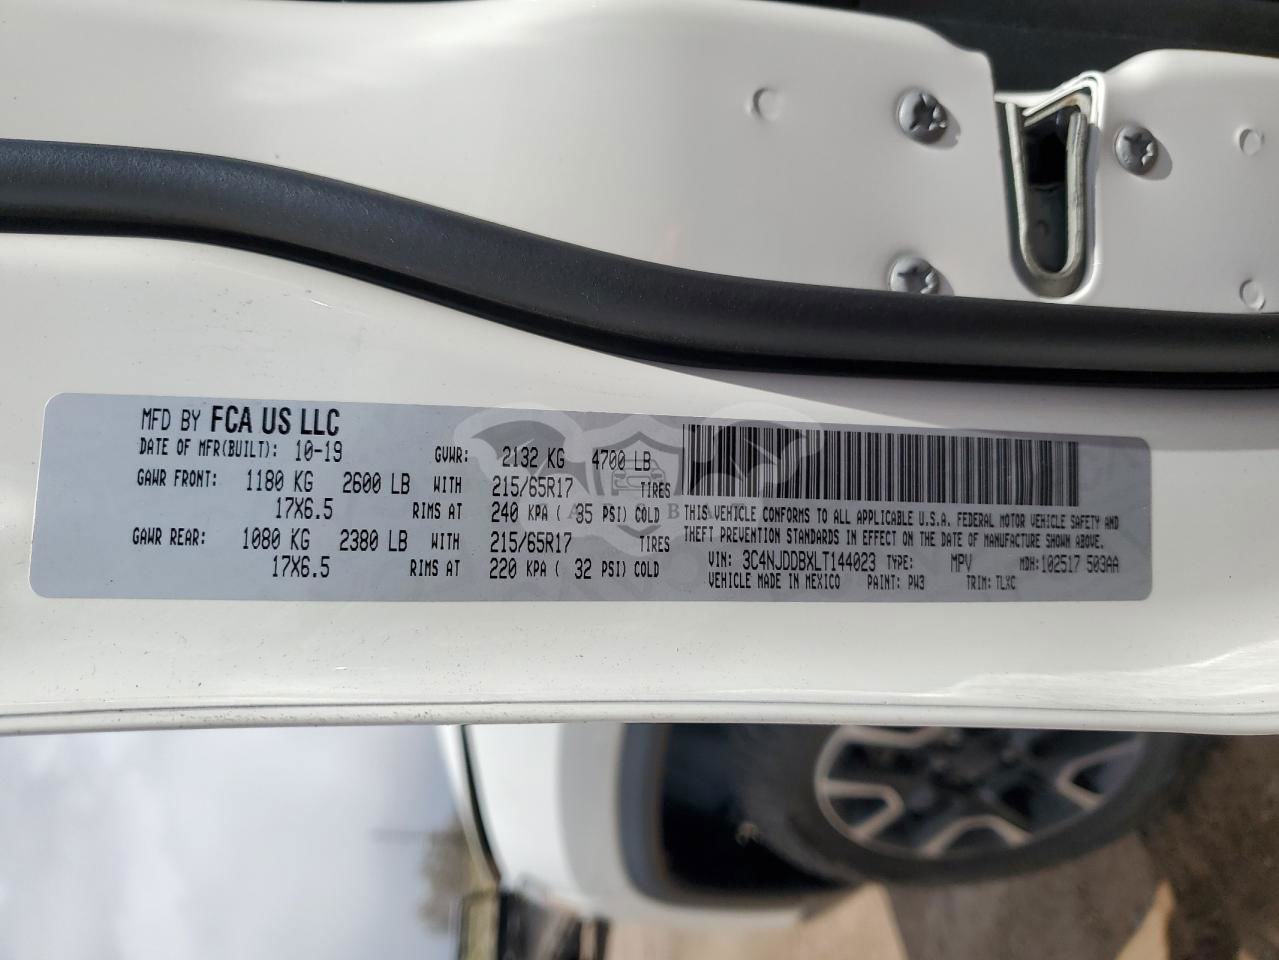 MFD BY FCA US LLC
DATE OF MFR(BUILT): 10-19 GVWR: 2132 KG 4700 LB
GAWR FRONT: 1180 KG 2600 LB WITH 215/65R17 TIRES
17X6.5 RIMS AT 240 KPA ( 35 PSI) COLD
GAWR REAR: 1080 KG 2380 LB WITH 215/65R17 TIRES
17X6.5 RIMS AT 220 KPA ( 32 PSI) COLD
THIS VEHICLE CONFORMS TO ALL APPLICABLE U.S.A. FEDERAL MOTOR VEHICLE SAFETY AND
THEFT PREVENTION STANDARDS IN EFFECT ON THE DATE OF MANUFACTURE SHOWN ABOVE.
VIN: 3C4NJDDBXLT144023 TYPE: MPV MDH: 102517 503AA
VEHICLE MADE IN MEXICO PAINT: PW3 TRIM: TLXC